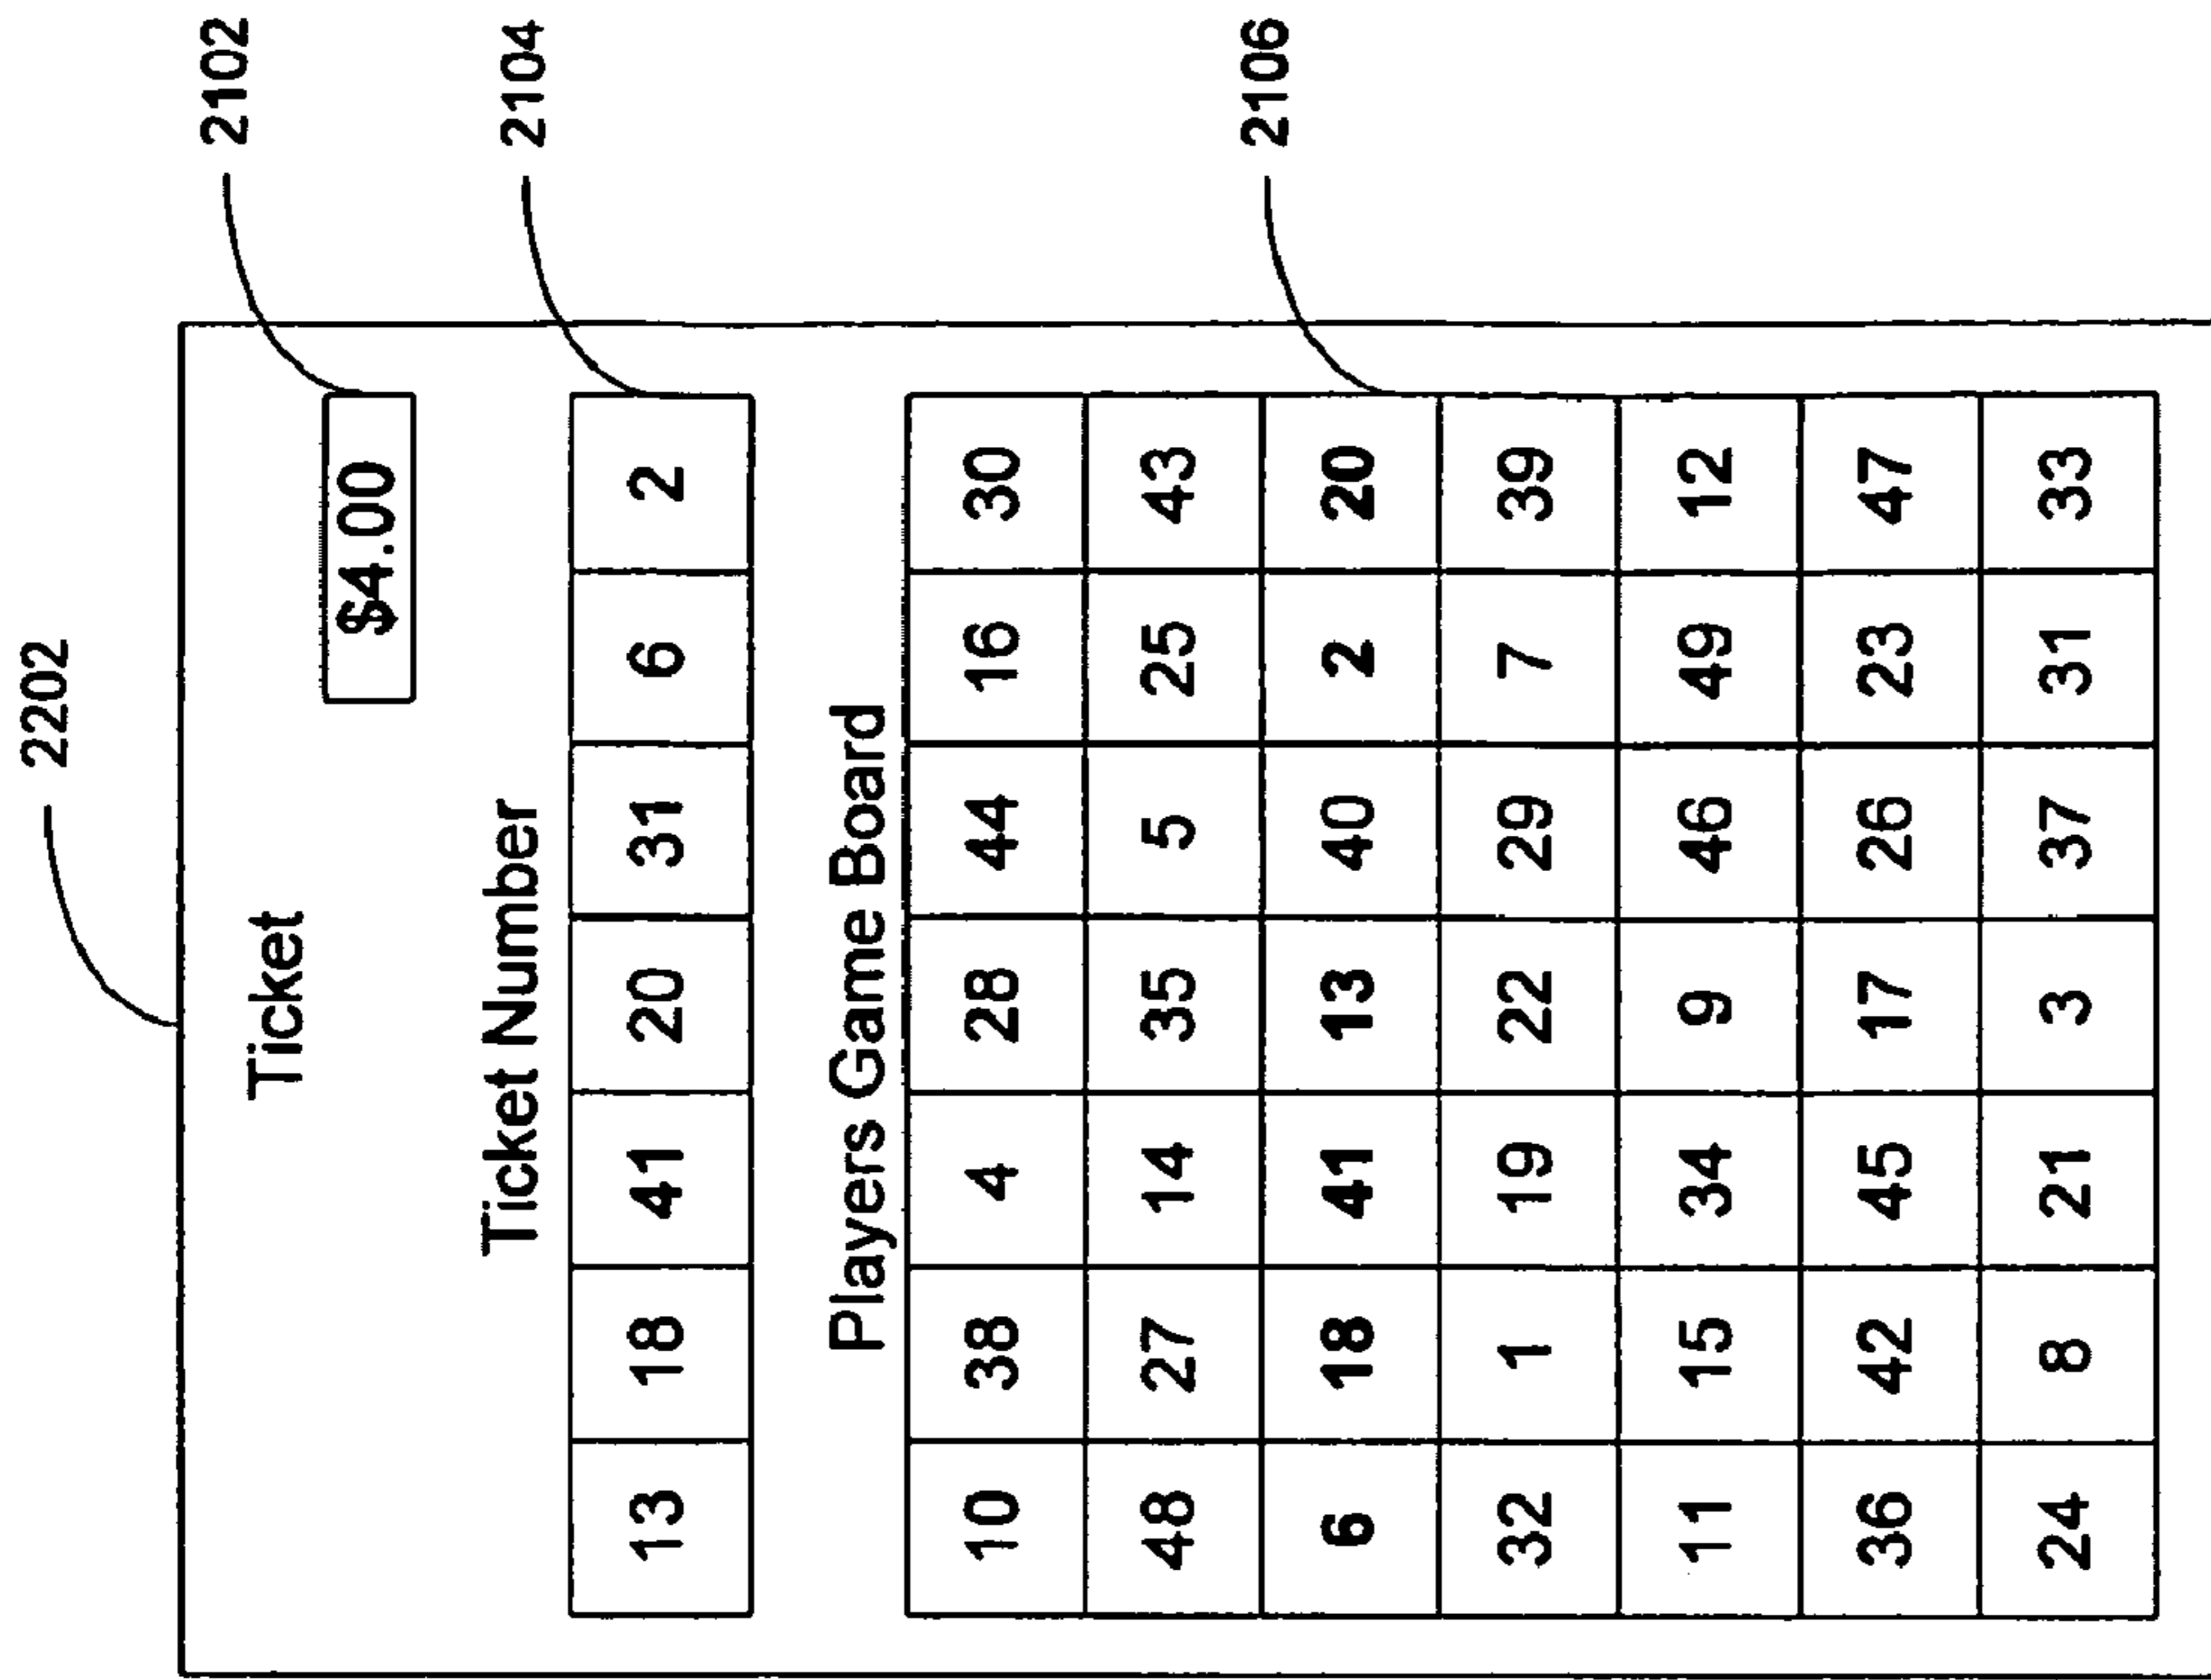 2202
Ticket
$4.00
2102
Ticket Number
2104
13 18 41 20 31 6 2
Players Game Board
2106
10 38 4 28 44 16 30
48 27 14 35 5 25 43
6 18 41 13 40 2 20
32 1 19 22 29 7 39
11 15 34 9 46 49 12
36 42 45 17 26 23 47
24 8 21 3 37 31 33